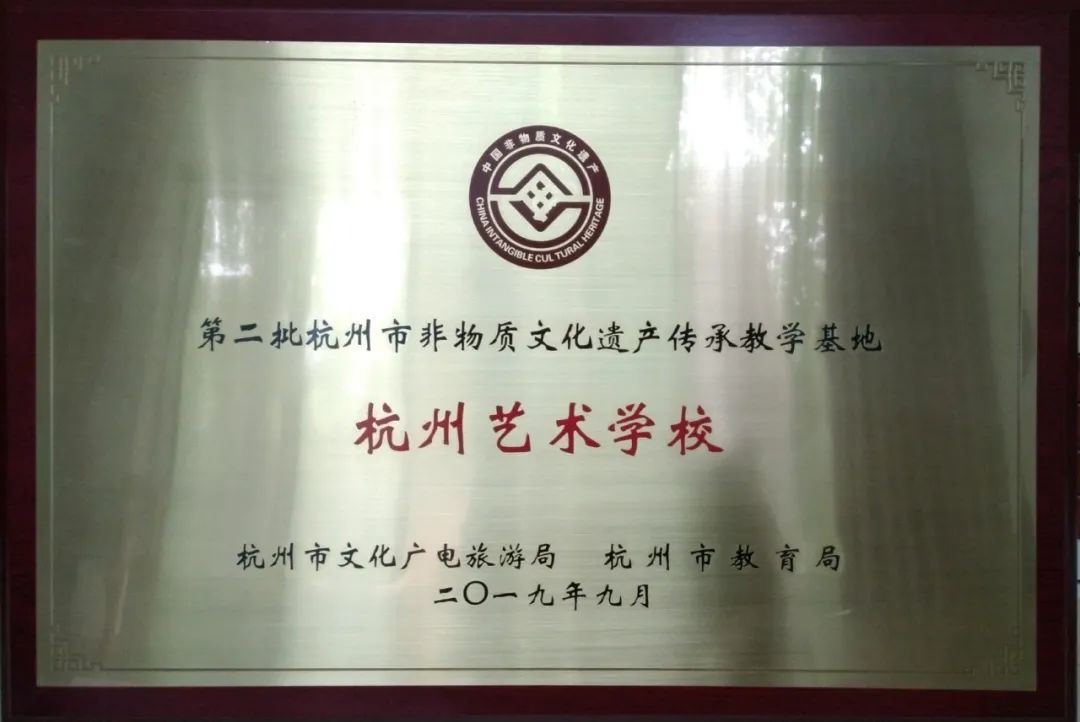 中国非物质文化遗产
CHINA INTANGIBLE CULTURAL HERITAGE
第二批杭州市非物质文化遗产传承教学基地
杭州艺术学校
杭州市文化广电旅游局 杭州市教育局
二〇一九年九月